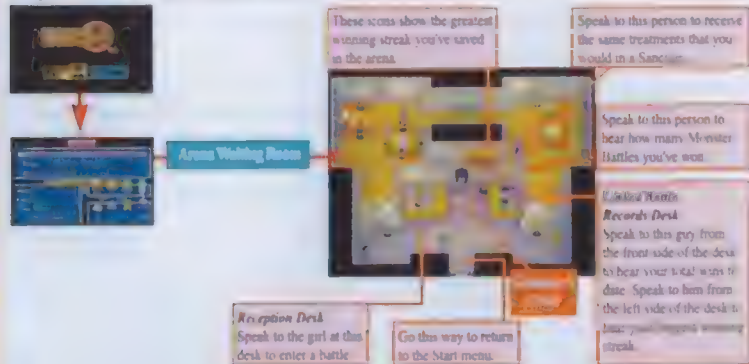 These icons show the greatest
winning streak you've saved
in the arena.
Speak to this person to receive
the same treatments that you
would in a
Speak to this person to
hear how many Monster
Battles you've won.
Arena Waiting Room
Records Desk
Speak to this guy from
the front side of the desk
to hear your total wins to
date. Speak to him from
the left side of the desk to
hear your winning
streak.
Reception Desk
Speak to the girl at this
desk to enter a battle
Go this way to return
to the Start menu.